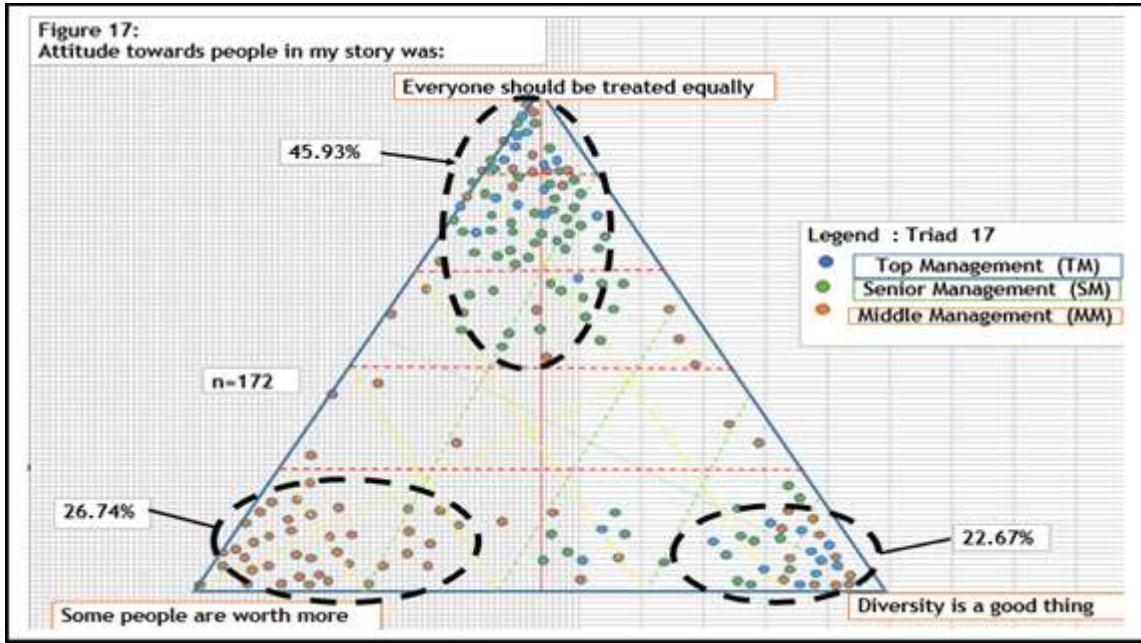 Figure 17:
Attitude towards people in my story was:
Everyone should be treated equally
45.93%
Legend : Triad 17
Top Management (TM)
Senior Management (SM)
Middle Management (MM)
n=172
26.74%
22.67%
Some people are worth more
Diversity is a good thing